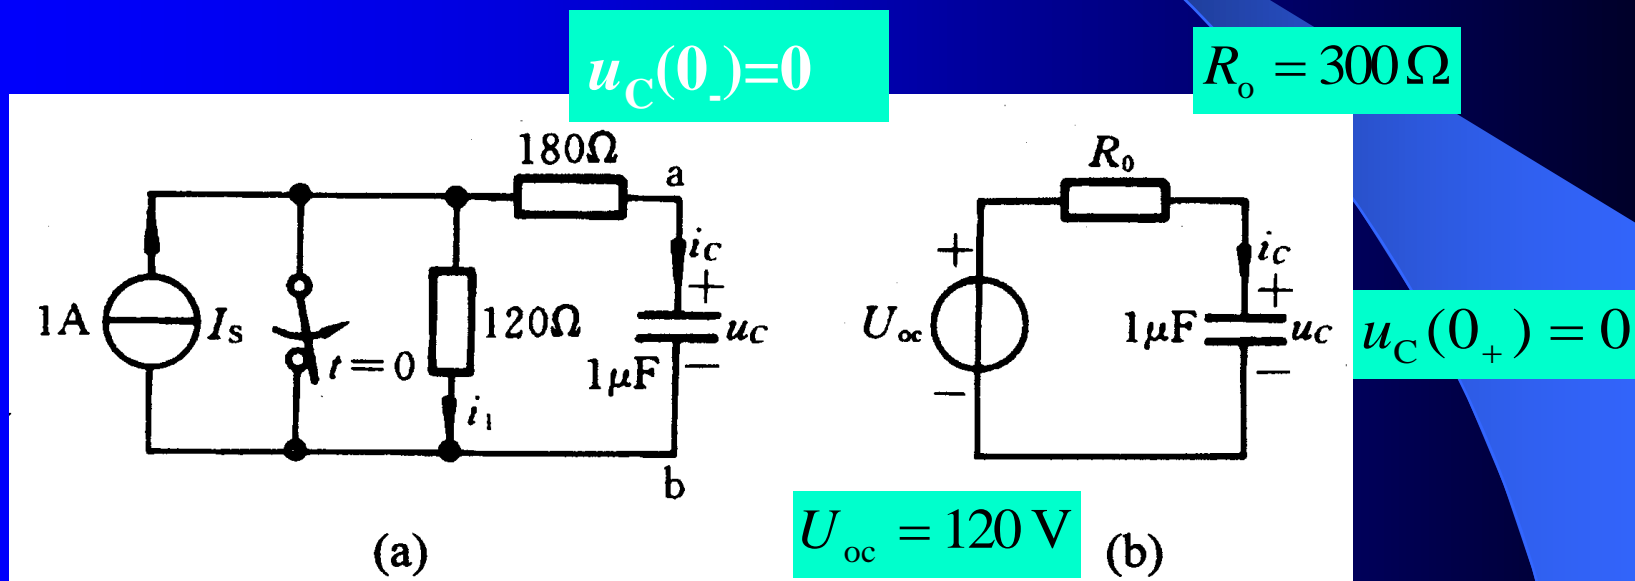 u_C(0_-)=0
R_o = 300 Ω
180Ω
a
i_C
+
1A
I_S
t=0
120Ω
i_1
1μF
u_C
−
b
(a)
R_0
+
U_oc
−
i_C
+
1μF
u_C
−
u_C(0_+) = 0
U_oc = 120 V
(b)